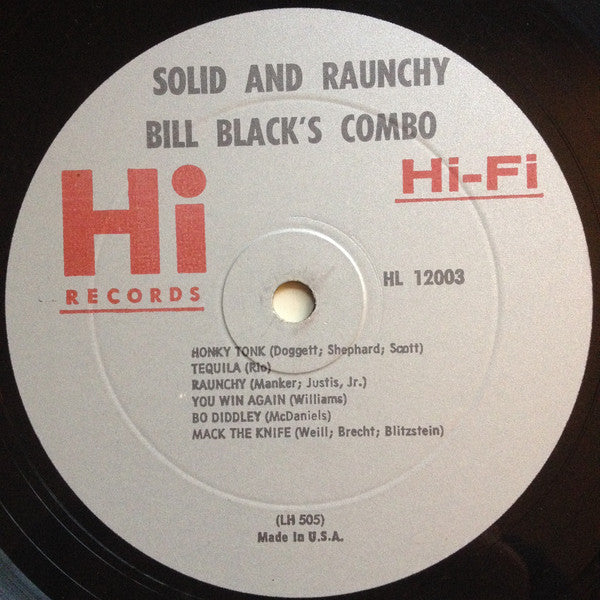 SOLID AND RAUNCHY
BILL BLACK'S COMBO
Hi
RECORDS
Hi-Fi
HL 12003
HONKY TONK (Doggett; Shephard; Scott)
TEQUILA (Rio)
RAUNCHY (Manker; Justis, Jr.)
YOU WIN AGAIN (Williams)
BO DIDDLEY (McDaniels)
MACK THE KNIFE (Weill; Brecht; Blitzstein)
(LH 505)
Made in U.S.A.